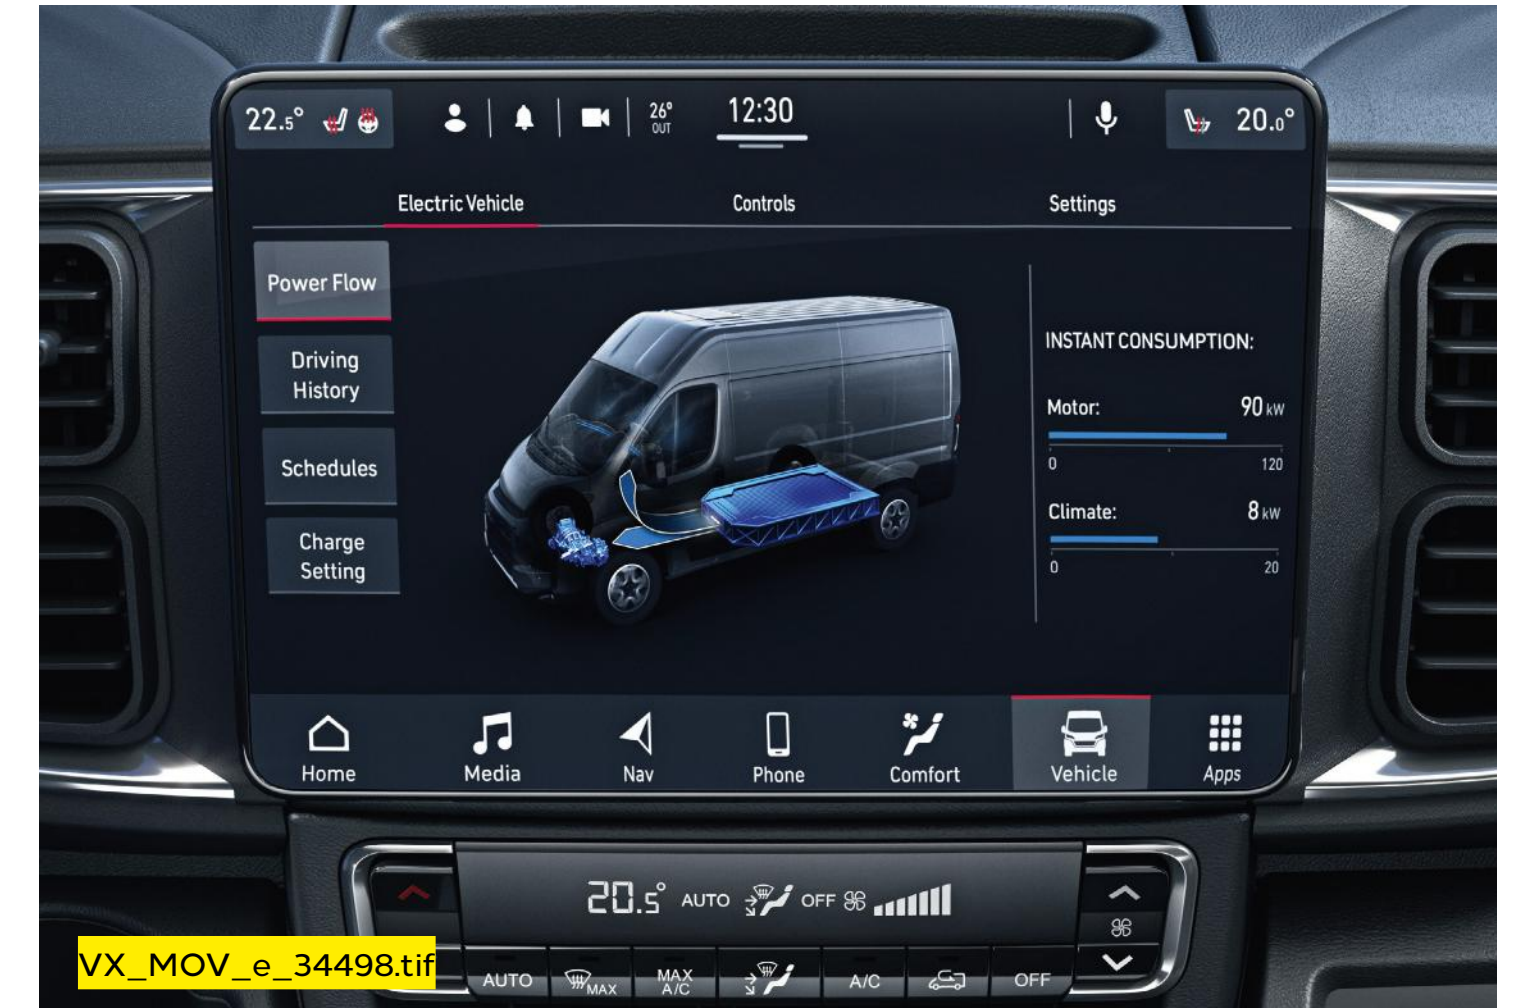 22.5°
26°
OUT
12:30
20.0°
Electric Vehicle
Controls
Settings
Power Flow
Driving
History
Schedules
Charge
Setting
INSTANT CONSUMPTION:
Motor: 90 kW
0 120
Climate: 8 kW
0 20
Home
Media
Nav
Phone
Comfort
Vehicle
Apps
20.5° AUTO OFF
AUTO
MAX
MAX
A/C
A/C
OFF
VX_MOV_e_34498.tif